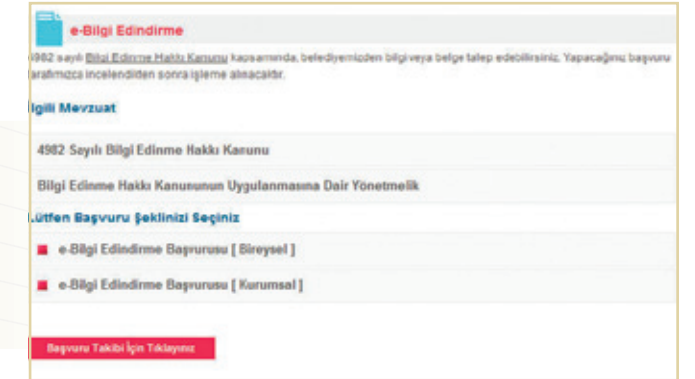 e-Bilgi Edindirme
4982 sayılı Bilgi Edinme Hakkı Kanunu kapsamında, belediyemizden bilgi veya belge talep edebilirsiniz. Yapacağınız başvuru
tarafımızca incelendikten sonra işleme alınacaktır.
İlgili Mevzuat
4982 Sayılı Bilgi Edinme Hakkı Kanunu
Bilgi Edinme Hakkı Kanununun Uygulanmasına Dair Yönetmelik
Lütfen Başvuru Şeklinizi Seçiniz
e-Bilgi Edindirme Başvurusu [ Bireysel ]
e-Bilgi Edindirme Başvurusu [ Kurumsal ]
Başvuru Takibi İçin Tıklayınız